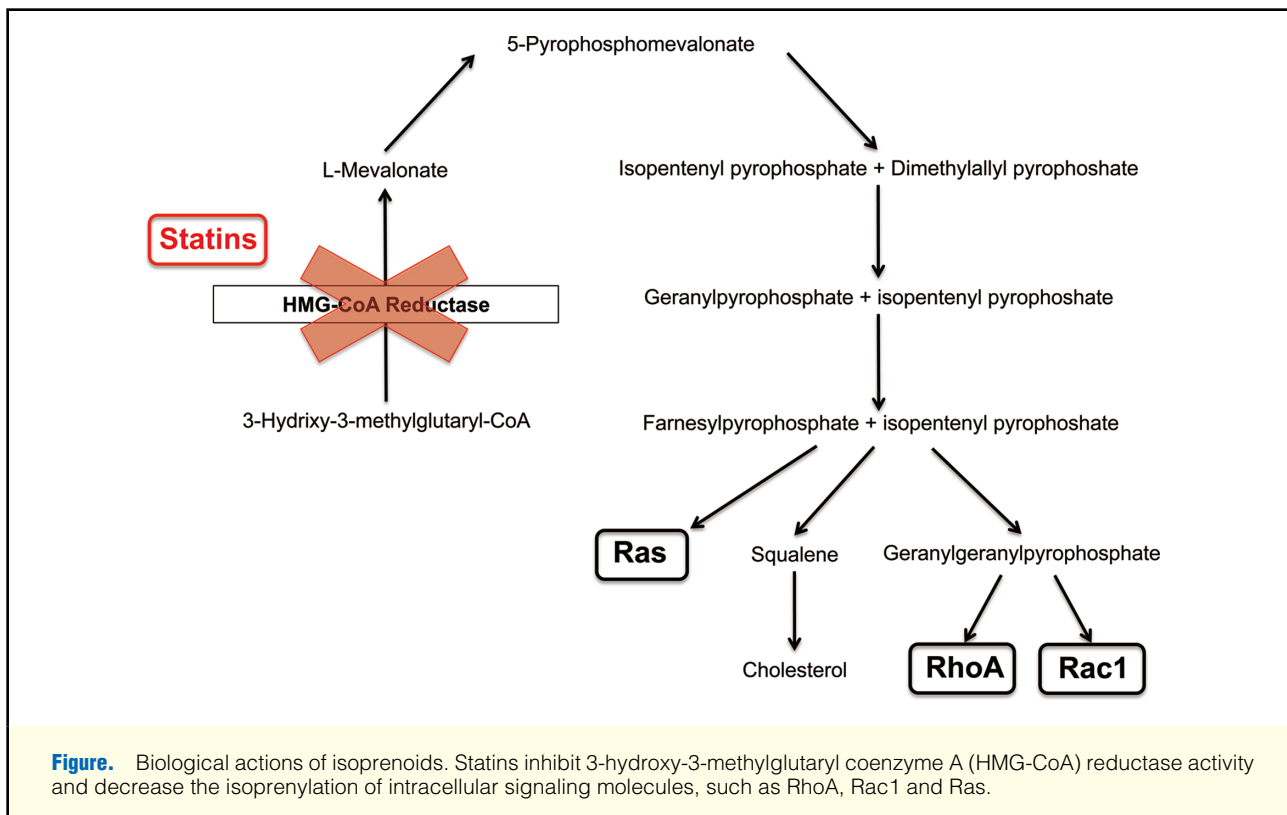 5-Pyrophosphomevalonate
L-Mevalonate
Isopentenyl pyrophosphate + Dimethylallyl pyrophoshate
Statins
HMG-CoA Reductase
Geranylpyrophosphate + isopentenyl pyrophoshate
3-Hydrixy-3-methylglutaryl-CoA
Farnesylpyrophosphate + isopentenyl pyrophoshate
Ras
Squalene
Geranylgeranylpyrophosphate
Cholesterol
RhoA
Rac1
Figure. Biological actions of isoprenoids. Statins inhibit 3-hydroxy-3-methylglutaryl coenzyme A (HMG-CoA) reductase activity
and decrease the isoprenylation of intracellular signaling molecules, such as RhoA, Rac1 and Ras.